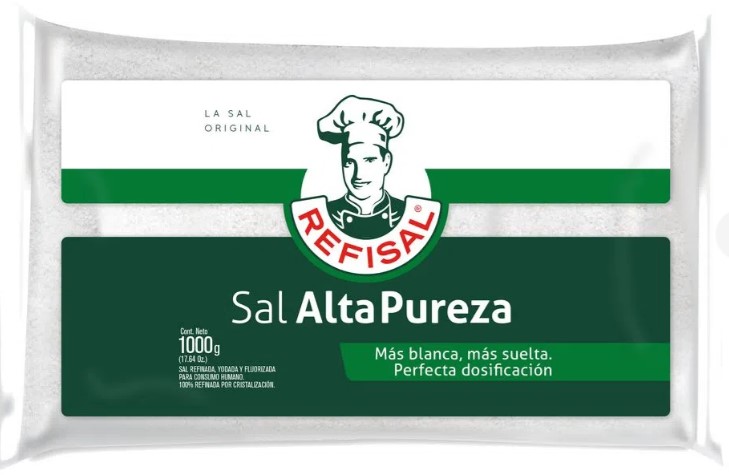 LA SAL
ORIGINAL
REFISAL®
Sal AltaPureza
Cont. Neto
1000g
(17.64 Oz.)
SAL REFINADA, YODADA Y FLUORIZADA
PARA CONSUMO HUMANO.
100% REFINADA POR CRISTALIZACIÓN.
Más blanca, más suelta.
Perfecta dosificación